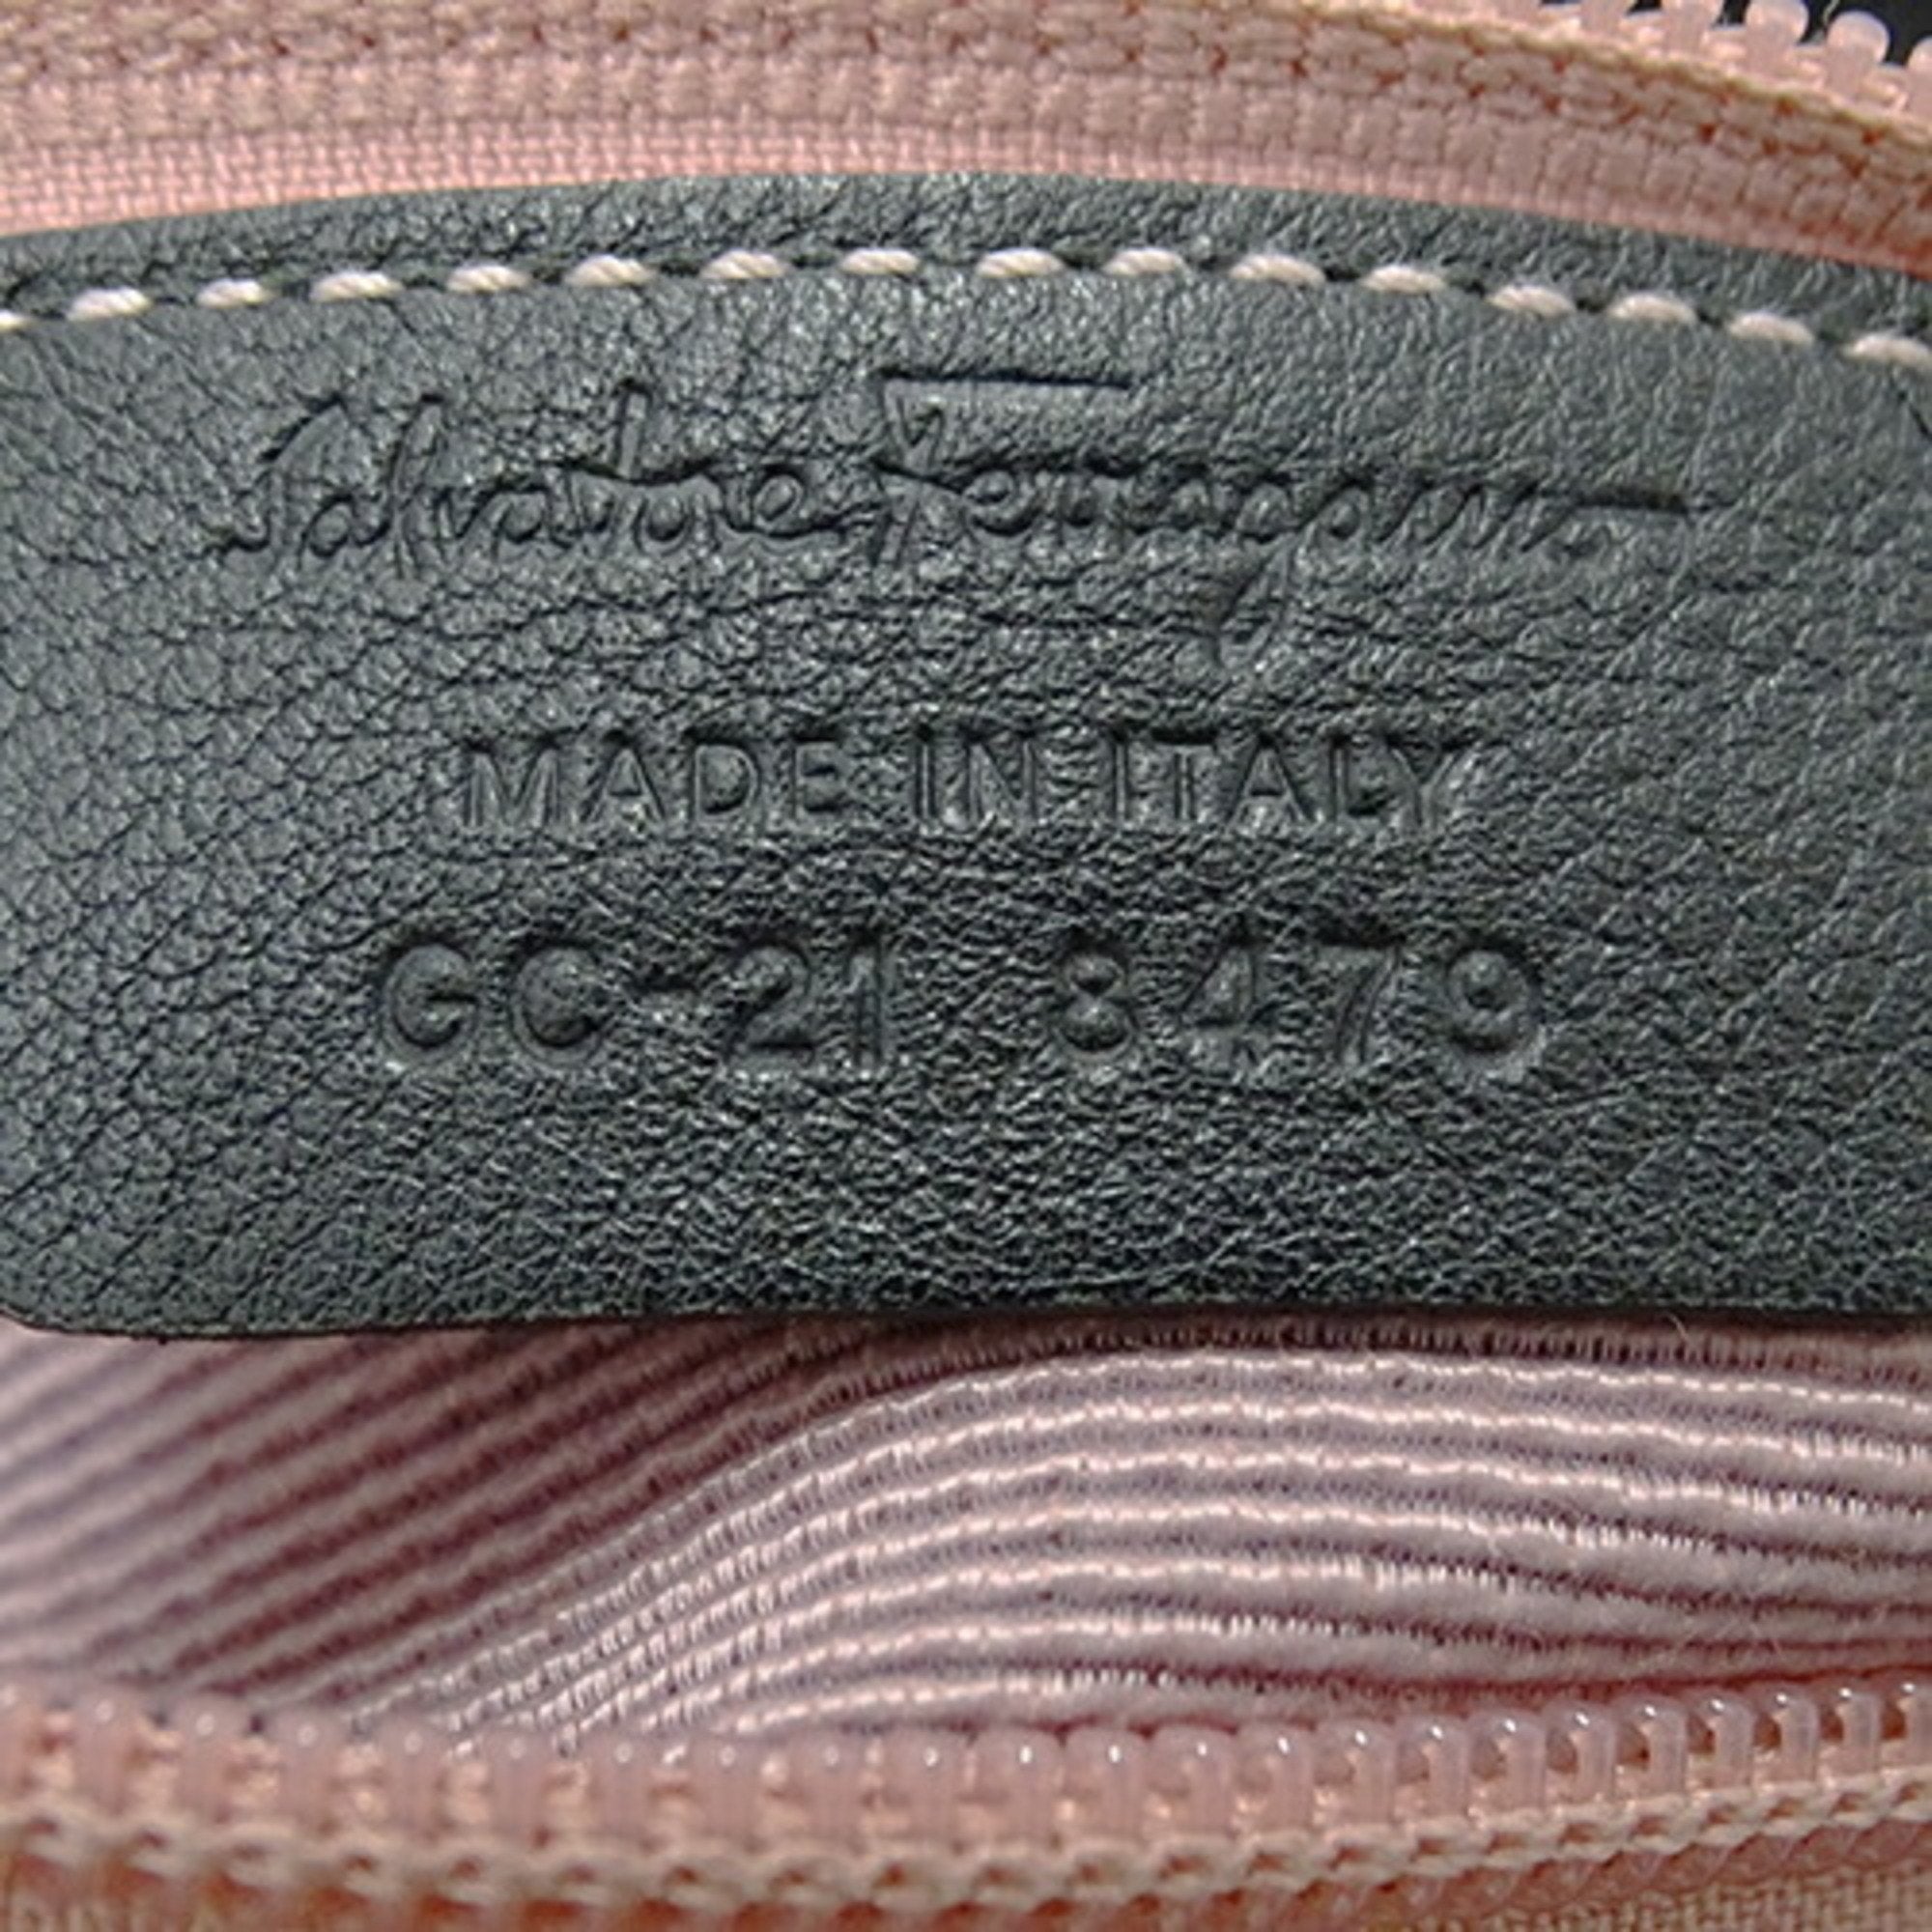 Salvatore Ferragamo
MADE IN ITALY
GC-21 8479